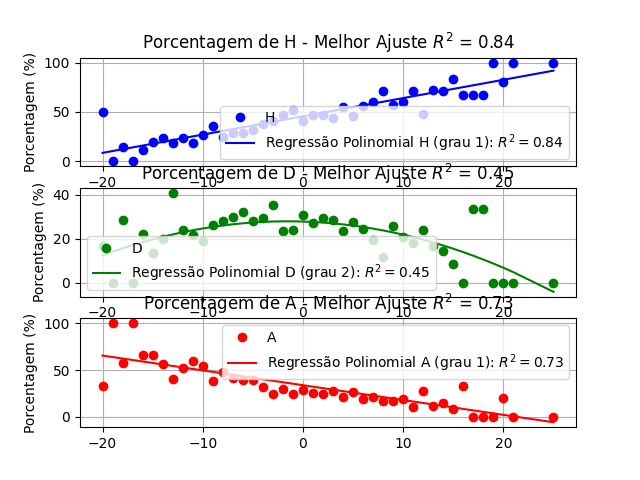 Porcentagem de H - Melhor Ajuste R² = 0.84
Porcentagem (%)
100
50
0
H
Regressão Polinomial H (grau 1): R² = 0.84
−20 −10 0 10 20
Porcentagem de D - Melhor Ajuste R² = 0.45
Porcentagem (%)
40
20
0
D
Regressão Polinomial D (grau 2): R² = 0.45
−20 −10 0 10 20
Porcentagem de A - Melhor Ajuste R² = 0.73
Porcentagem (%)
100
50
0
A
Regressão Polinomial A (grau 1): R² = 0.73
−20 −10 0 10 20